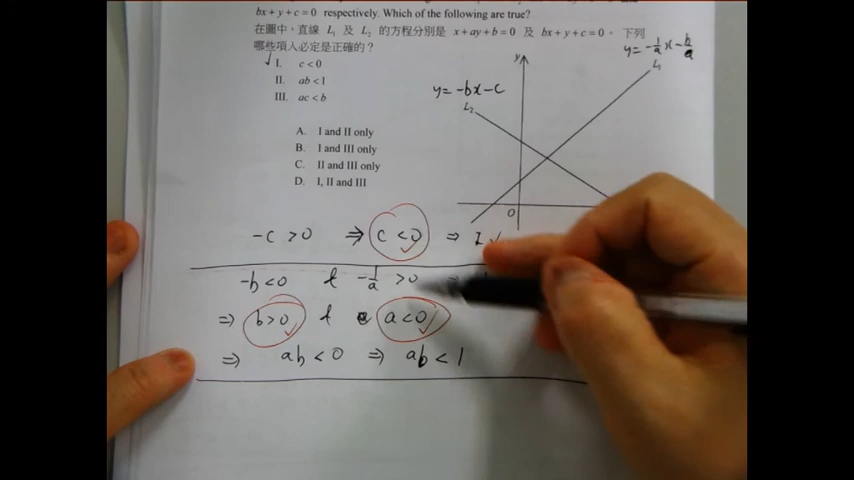 bx + y + c = 0 respectively. Which of the following are true?
在圖中，直線 L₁ 及 L₂ 的方程分別是 x + ay + b = 0 及 bx + y + c = 0。下列
哪些項必定是正確的？
I. c < 0
II. ab < 1
III. ac < b
A. I and II only
B. I and III only
C. II and III only
D. I, II and III
y = -1/a x - b/a
L₁
y = -bx - c
L₂
y
O
-c > 0 ⇒ c < 0 ⇒ I ✓
-b < 0 & -1/a > 0 ⇒
⇒ b > 0 & a < 0
⇒ ab < 0 ⇒ ab < 1